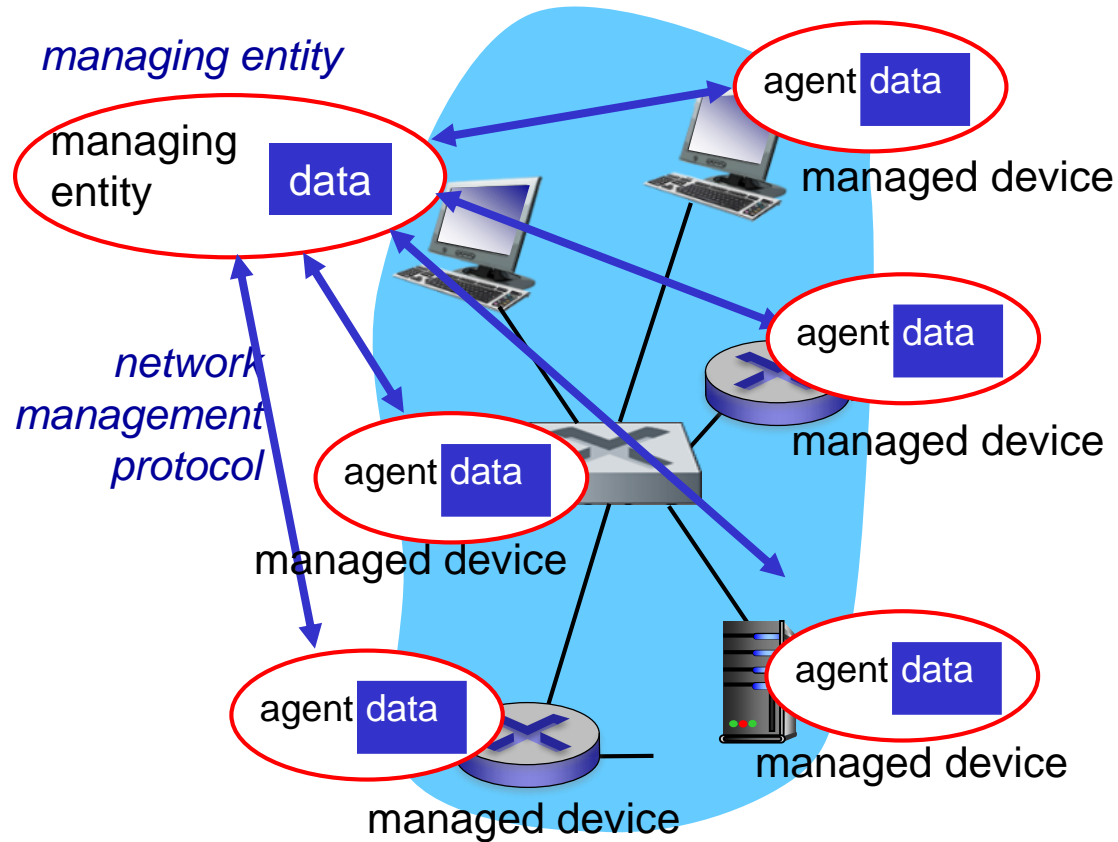 managing entity
managing
entity
data
agent data
managed device
agent data
managed device
network
management
protocol
agent data
managed device
agent data
managed device
agent data
managed device